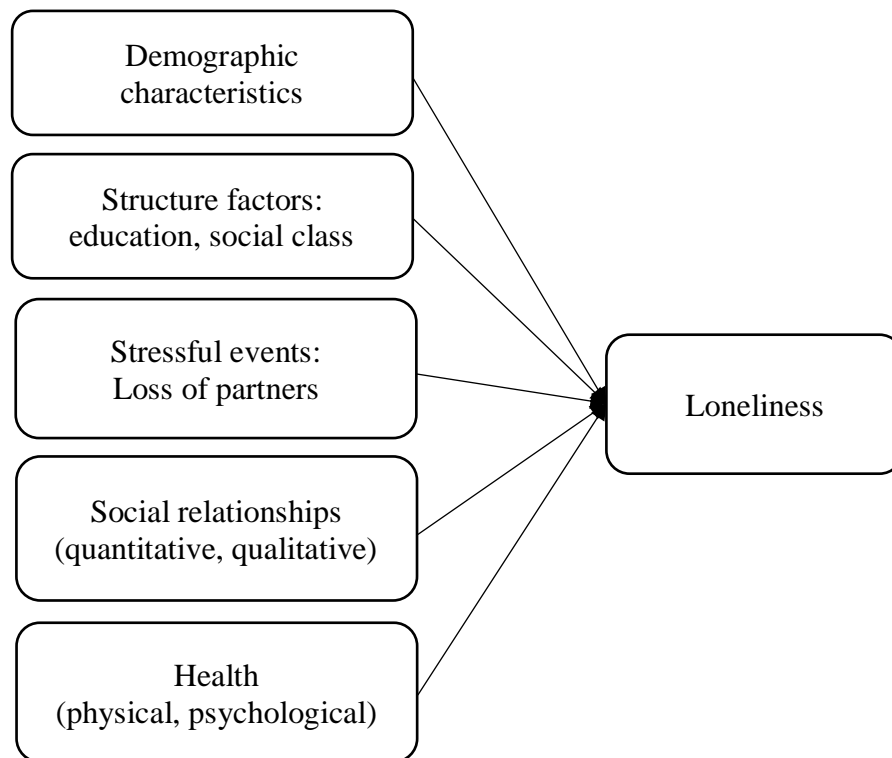 Demographic
characteristics
Structure factors:
education, social class
Stressful events:
Loss of partners
Loneliness
Social relationships
(quantitative, qualitative)
Health
(physical, psychological)